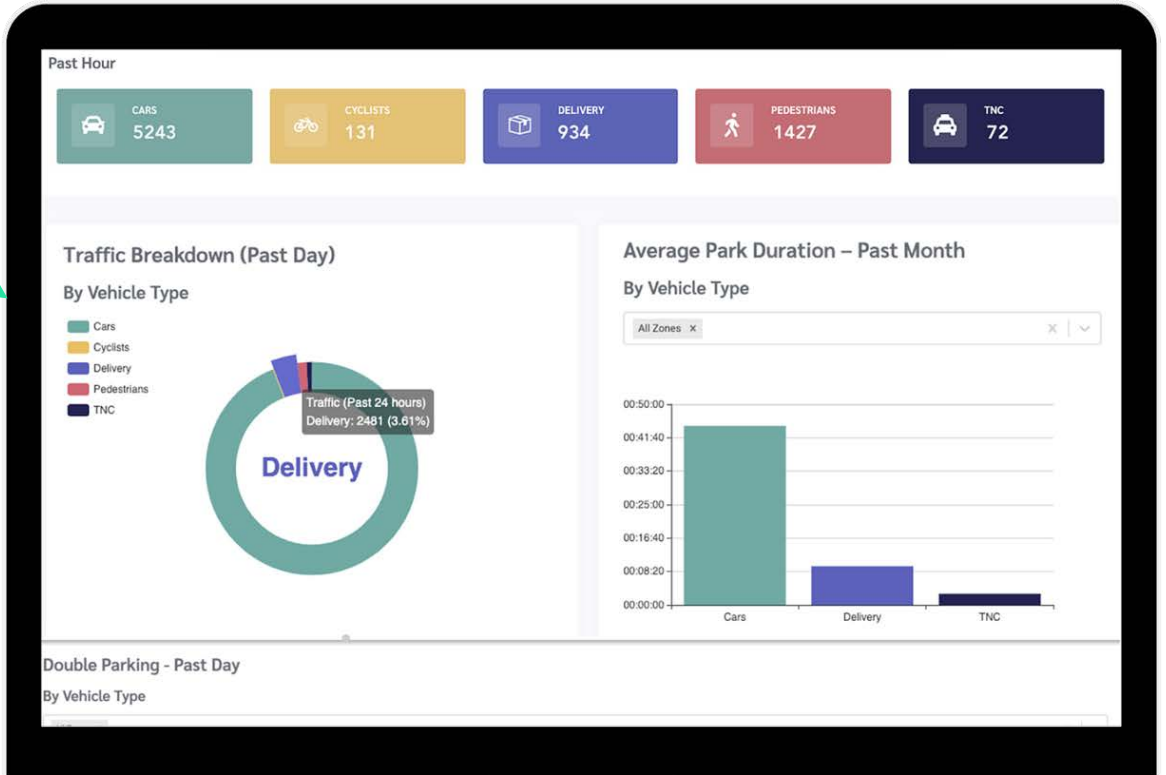 Past Hour
CARS
5243
CYCLISTS
131
DELIVERY
934
PEDESTRIANS
1427
TNC
72
Traffic Breakdown (Past Day)
By Vehicle Type
Cars
Cyclists
Delivery
Pedestrians
TNC
Traffic (Past 24 hours)
Delivery: 2481 (3.61%)
Delivery
Average Park Duration – Past Month
By Vehicle Type
All Zones x
00:50:00
00:41:40
00:33:20
00:25:00
00:16:40
00:08:20
00:00:00
Cars Delivery TNC
Double Parking - Past Day
By Vehicle Type